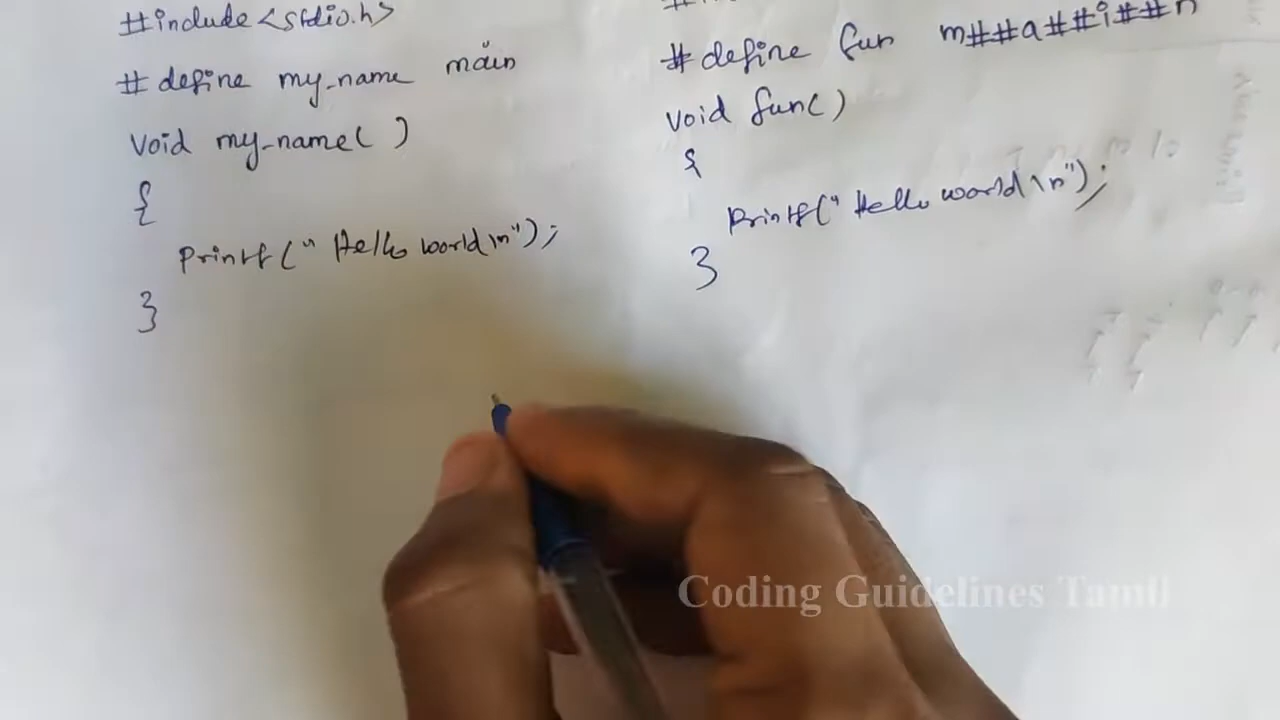 #include<stdio.h>
# define my_name main
void my_name( )
{
printf(" Hello world\n");
}
# define fun m##a##i##n
void fun( )
{
printf(" Hello world\n");
}
Coding Guidelines Tamil